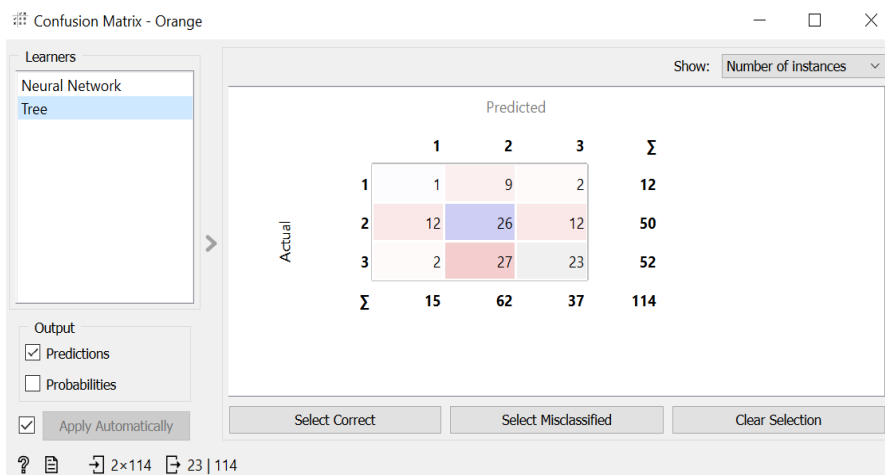 Confusion Matrix - Orange
Learners
Neural Network
Tree
Output
Predictions
Probabilities
Apply Automatically
? 2×114 23 | 114
Show: Number of instances
Predicted
1 2 3 Σ
Actual
1 1 9 2 12
2 12 26 12 50
3 2 27 23 52
Σ 15 62 37 114
Select Correct Select Misclassified Clear Selection